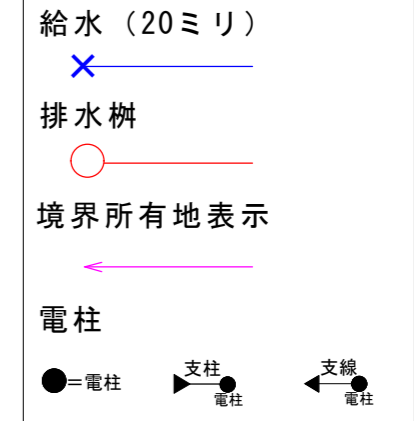 給水（20ミリ）
排水桝
境界所有地表示
電柱
●=電柱
支柱
電柱
支線
電柱